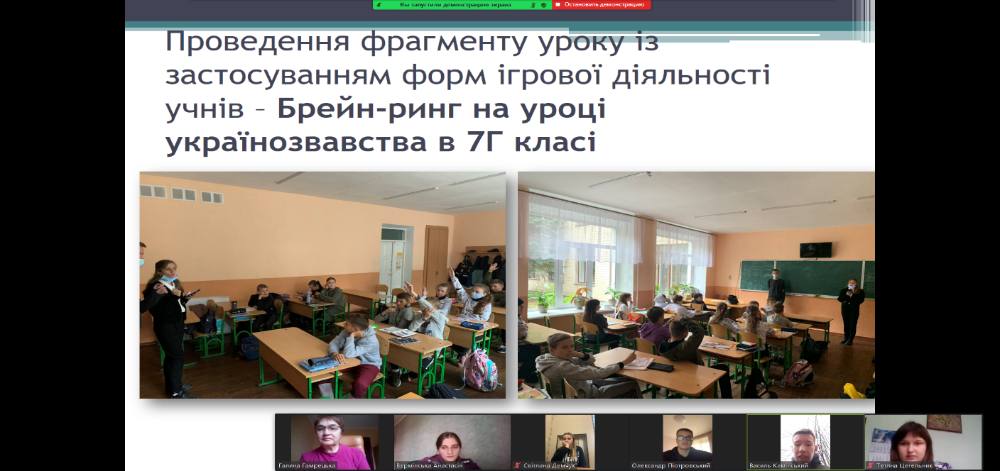 Вы запустили демонстрацию экрана
Остановить демонстрацию
Проведення фрагменту уроку із
застосуванням форм ігрової діяльності
учнів – Брейн-ринг на уроці
українозвавства в 7Г класі
Галина Гамрецька
Вермінська Анастасія
Світлана Демчук
Олександр Піотровський
Василь Камінський
Тетяна Цегельник